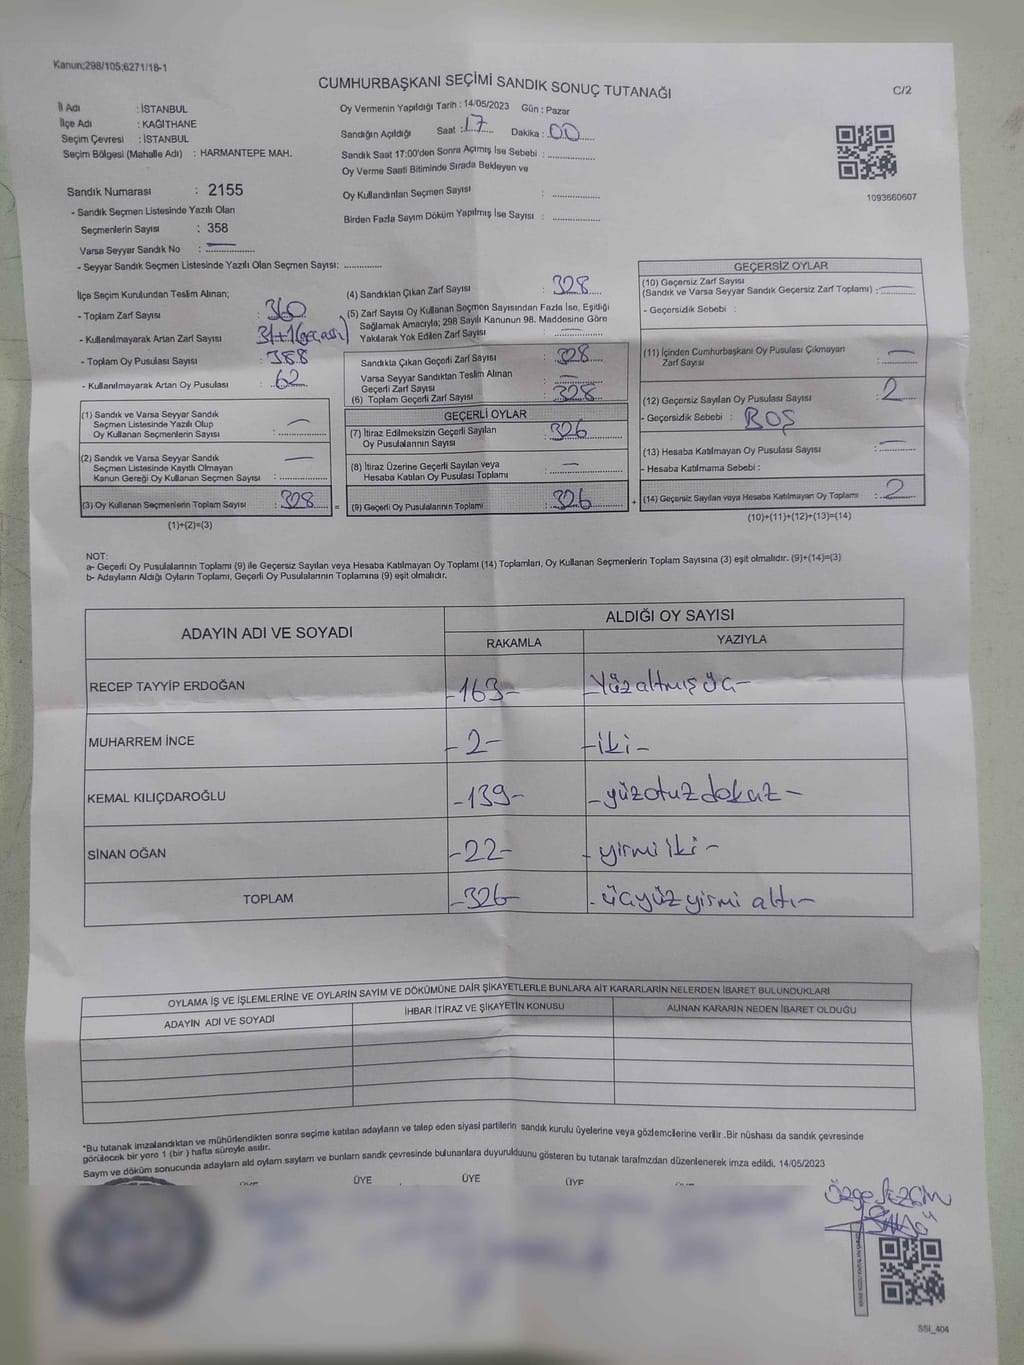 Kanun;298/105;6271/18-1
CUMHURBAŞKANI SEÇİMİ SANDIK SONUÇ TUTANAĞI
C/2
İl Adı : İSTANBUL
İlçe Adı : KAĞITHANE
Seçim Çevresi : İSTANBUL
Seçim Bölgesi (Mahalle Adı) : HARMANTEPE MAH.
Oy Vermenin Yapıldığı Tarih : 14/05/2023 Gün : Pazar
Sandığın Açıldığı Saat : 17 Dakika : 00
Sandık Saat 17:00'den Sonra Açılmış İse Sebebi :
Oy Verme Saati Bitiminde Sırada Bekleyen ve
Oy Kullandırılan Seçmen Sayısı :
Birden Fazla Sayım Döküm Yapılmış İse Sayısı :
1093660607
Sandık Numarası : 2155
- Sandık Seçmen Listesinde Yazılı Olan
Seçmenlerin Sayısı : 358
Varsa Seyyar Sandık No : —
- Seyyar Sandık Seçmen Listesinde Yazılı Olan Seçmen Sayısı:
İlçe Seçim Kurulundan Teslim Alınan;
- Toplam Zarf Sayısı : 360
- Kullanılmayarak Artan Zarf Sayısı : 31+1
- Toplam Oy Pusulası Sayısı : 388
- Kullanılmayarak Artan Oy Pusulası : 62
(1) Sandık ve Varsa Seyyar Sandık
Seçmen Listesinde Yazılı Olup
Oy Kullanan Seçmenlerin Sayısı : —
(2) Sandık ve Varsa Seyyar Sandık
Seçmen Listesinde Kayıtlı Olmayan
Kanun Gereği Oy Kullanan Seçmen Sayısı : —
(3) Oy Kullanan Seçmenlerin Toplam Sayısı : 328 =
(1)+(2)=(3)
(4) Sandıktan Çıkan Zarf Sayısı : 328
(5) Zarf Sayısı Oy Kullanan Seçmen Sayısından Fazla İse, Eşitliği
Sağlamak Amacıyla; 298 Sayılı Kanunun 98. Maddesine Göre
Yakılarak Yok Edilen Zarf Sayısı : —
Sandıkta Çıkan Geçerli Zarf Sayısı : 328
Varsa Seyyar Sandıktan Teslim Alınan
Geçerli Zarf Sayısı : —
(6) Toplam Geçerli Zarf Sayısı : 328
GEÇERLİ OYLAR
(7) İtiraz Edilmeksizin Geçerli Sayılan
Oy Pusulalarının Sayısı : 326
(8) İtiraz Üzerine Geçerli Sayılan veya
Hesaba Katılan Oy Pusulası Toplamı : —
(9) Geçerli Oy Pusulalarının Toplamı : 326 +
GEÇERSİZ OYLAR
(10) Geçersiz Zarf Sayısı
(Sandık ve Varsa Seyyar Sandık Geçersiz Zarf Toplamı) : —
- Geçersizlik Sebebi :
(11) İçinden Cumhurbaşkanı Oy Pusulası Çıkmayan
Zarf Sayısı : —
(12) Geçersiz Sayılan Oy Pusulası Sayısı : 2
- Geçersizlik Sebebi : BOŞ
(13) Hesaba Katılmayan Oy Pusulası Sayısı : —
- Hesaba Katılmama Sebebi :
(14) Geçersiz Sayılan veya Hesaba Katılmayan Oy Toplamı : 2
(10)+(11)+(12)+(13)=(14)
NOT:
a- Geçerli Oy Pusulalarının Toplamı (9) ile Geçersiz Sayılan veya Hesaba Katılmayan Oy Toplamı (14) Toplamları, Oy Kullanan Seçmenlerin Toplam Sayısına (3) eşit olmalıdır. (9)+(14)=(3)
b- Adayların Aldığı Oyların Toplamı, Geçerli Oy Pusulalarının Toplamına (9) eşit olmalıdır.
ADAYIN ADI VE SOYADI
ALDIĞI OY SAYISI
RAKAMLA YAZIYLA
RECEP TAYYİP ERDOĞAN -163- -Yüzaltmışüç-
MUHARREM İNCE -2- -iki-
KEMAL KILIÇDAROĞLU -139- -yüzotuzdokuz-
SİNAN OĞAN -22- -yirmiiki-
TOPLAM -326- -üçyüzyirmi altı-
OYLAMA İŞ VE İŞLEMLERİNE VE OYLARIN SAYIM VE DÖKÜMÜNE DAİR ŞİKAYETLERLE BUNLARA AİT KARARLARIN NELERDEN İBARET BULUNDUKLARI
ADAYIN ADI VE SOYADI İHBAR İTİRAZ VE ŞİKAYETİN KONUSU ALINAN KARARIN NEDEN İBARET OLDUĞU
*Bu tutanak imzalandıktan ve mühürlendikten sonra seçime katılan adayların ve talep eden siyasi partilerin sandık kurulu üyelerine veya gözlemcilerine verilir .Bir nüshası da sandık çevresinde
görülecek bir yere 1 (bir ) hafta süreyle asılır.
Sayım ve döküm sonucunda adayların ald oyların sayıların ve bunların sandk çevresinde bulunanlara duyurulduunu gösteren bu tutanak tarafmzdan düzenlenerek imza edildi. 14/05/2023
ÜYE ÜYE ÜYE
Özge SEZGİN
SSİ_404